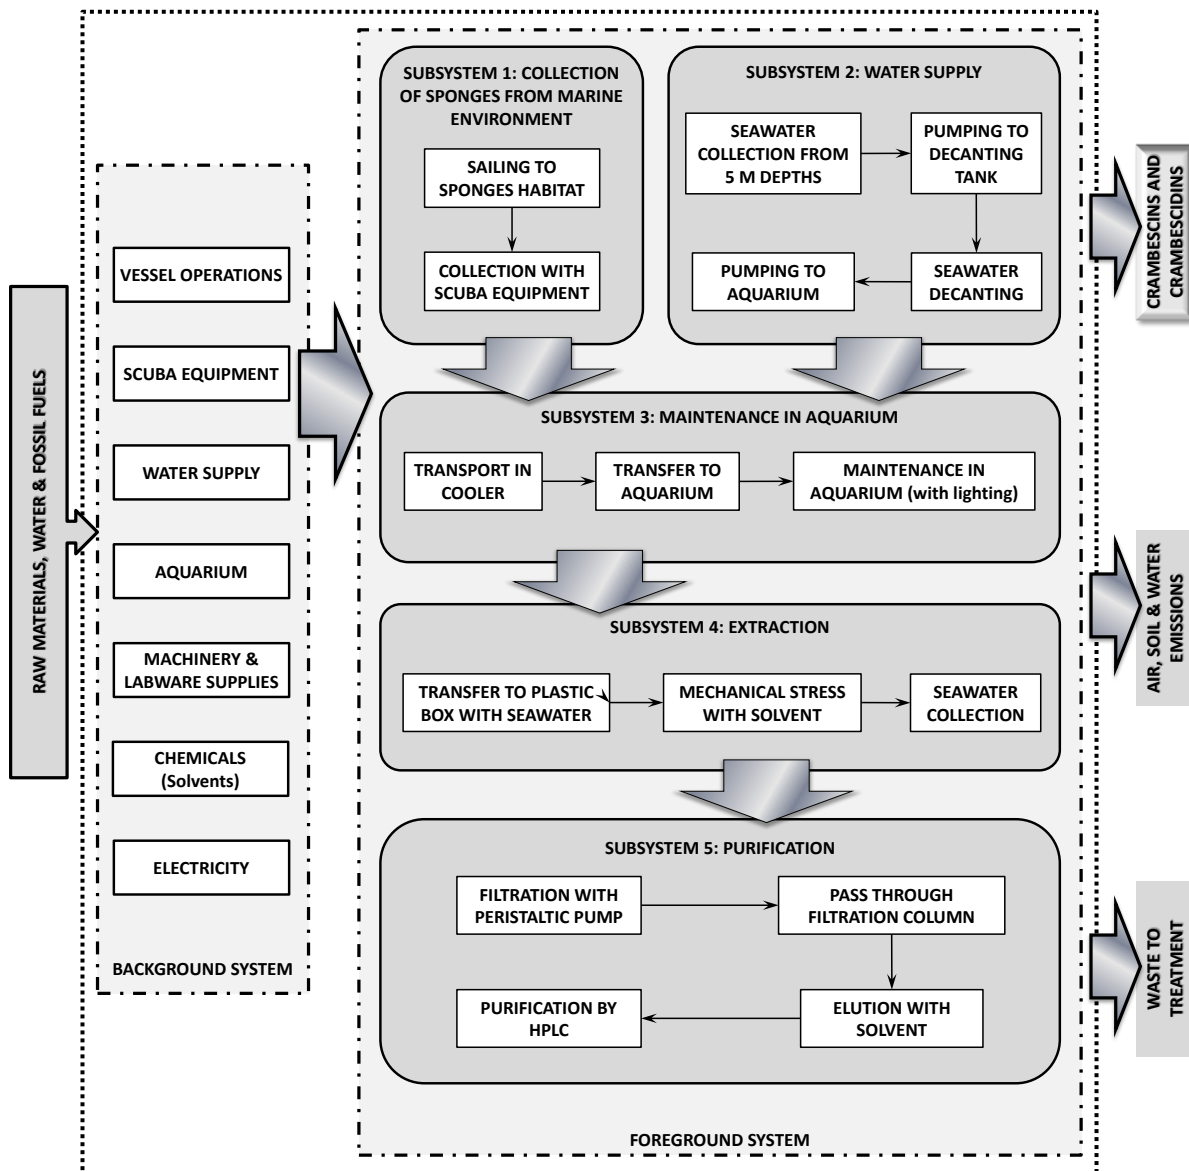 RAW MATERIALS, WATER & FOSSIL FUELS
VESSEL OPERATIONS
SCUBA EQUIPMENT
WATER SUPPLY
AQUARIUM
MACHINERY &
LABWARE SUPPLIES
CHEMICALS
(Solvents)
ELECTRICITY
BACKGROUND SYSTEM
SUBSYSTEM 1: COLLECTION
OF SPONGES FROM MARINE
ENVIRONMENT
SAILING TO
SPONGES HABITAT
COLLECTION WITH
SCUBA EQUIPMENT
SUBSYSTEM 2: WATER SUPPLY
SEAWATER
COLLECTION FROM
5 M DEPTHS
PUMPING TO
DECANTING
TANK
SEAWATER
DECANTING
PUMPING TO
AQUARIUM
SUBSYSTEM 3: MAINTENANCE IN AQUARIUM
TRANSPORT IN
COOLER
TRANSFER TO
AQUARIUM
MAINTENANCE IN
AQUARIUM (with lighting)
SUBSYSTEM 4: EXTRACTION
TRANSFER TO PLASTIC
BOX WITH SEAWATER
MECHANICAL STRESS
WITH SOLVENT
SEAWATER
COLLECTION
SUBSYSTEM 5: PURIFICATION
FILTRATION WITH
PERISTALTIC PUMP
PASS THROUGH
FILTRATION COLUMN
ELUTION WITH
SOLVENT
PURIFICATION BY
HPLC
FOREGROUND SYSTEM
CRAMBESCINS AND
CRAMBESCIDINS
AIR, SOIL & WATER
EMISSIONS
WASTE TO
TREATMENT